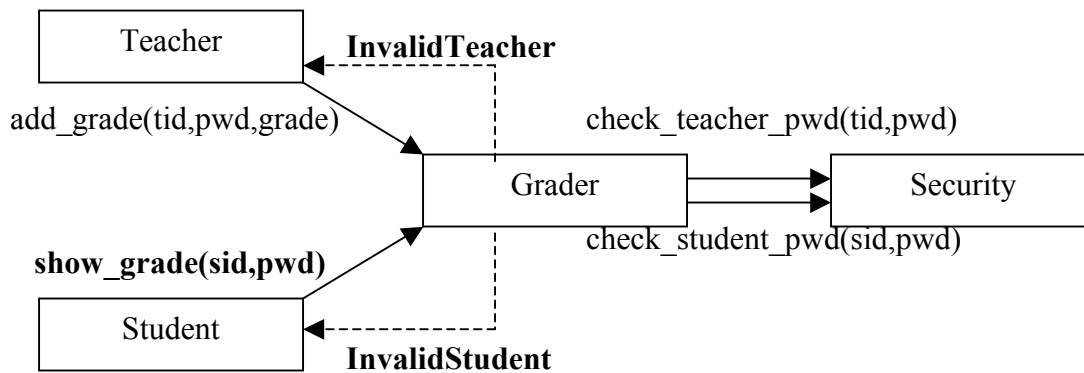 Teacher
InvalidTeacher
add_grade(tid,pwd,grade)
check_teacher_pwd(tid,pwd)
Grader
Security
check_student_pwd(sid,pwd)
show_grade(sid,pwd)
Student
InvalidStudent